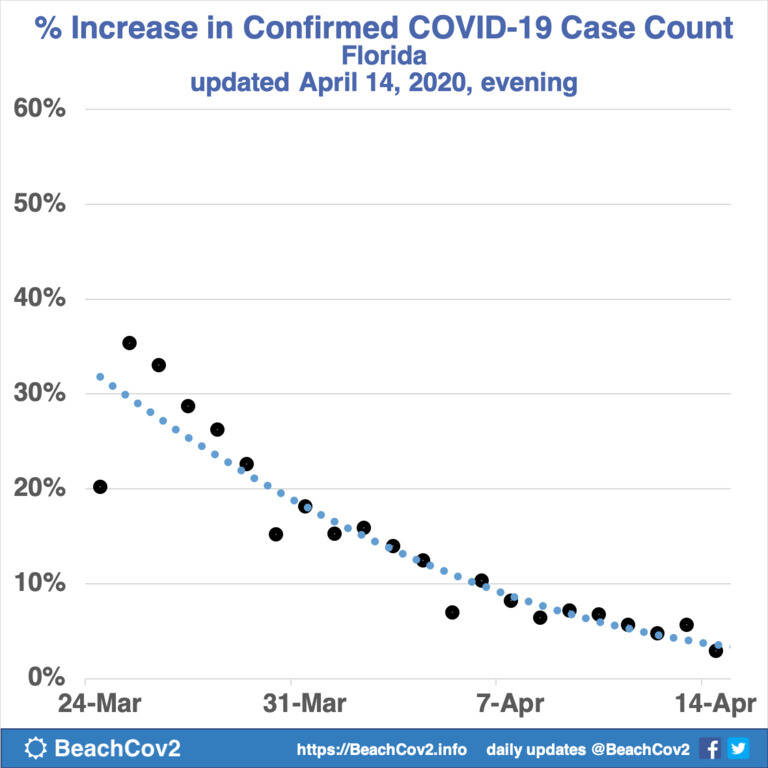 % Increase in Confirmed COVID-19 Case Count
Florida
updated April 14, 2020, evening
60%
50%
40%
30%
20%
10%
0%
24-Mar 31-Mar 7-Apr 14-Apr
BeachCov2 https://BeachCov2.info daily updates @BeachCov2